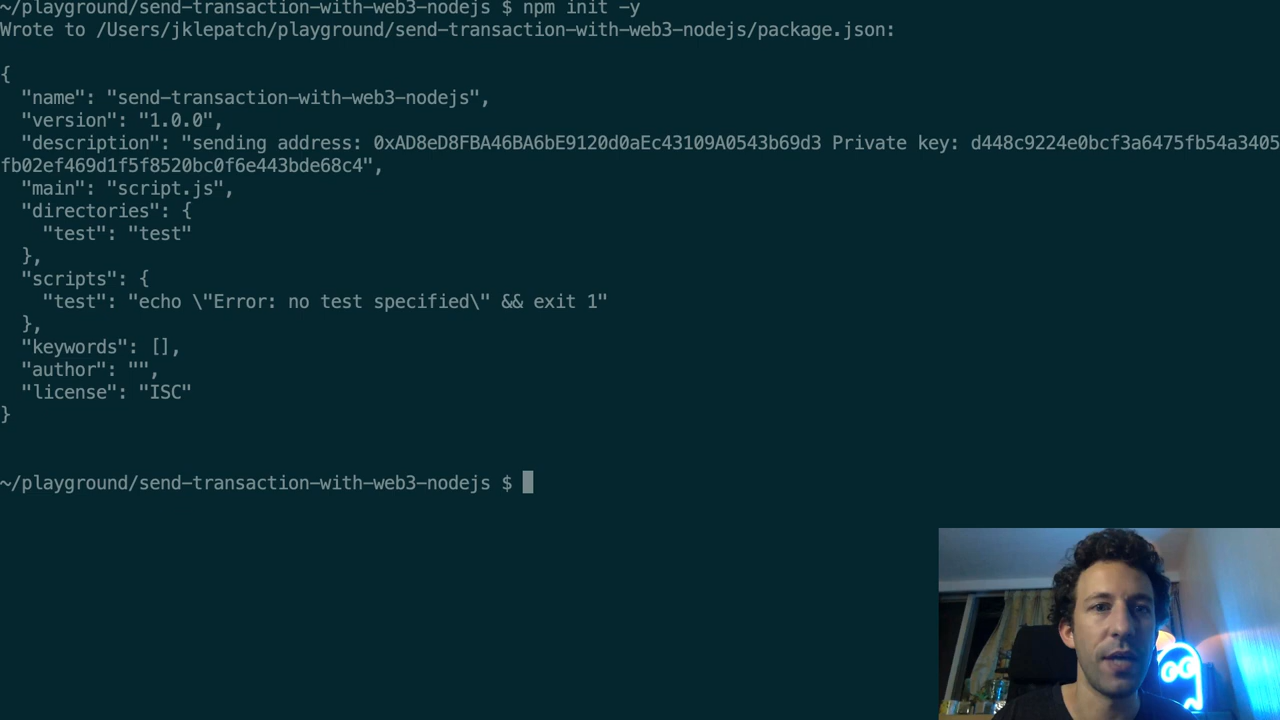 ~/playground/send-transaction-with-web3-nodejs $ npm init -y
Wrote to /Users/jklepatch/playground/send-transaction-with-web3-nodejs/package.json:
{
  "name": "send-transaction-with-web3-nodejs",
  "version": "1.0.0",
  "description": "sending address: 0xAD8eD8FBA46BA6bE9120d0aEc43109A0543b69d3 Private key: d448c9224e0bcf3a6475fb54a3405
fb02ef469d1f5f8520bc0f6e443bde68c4",
  "main": "script.js",
  "directories": {
    "test": "test"
  },
  "scripts": {
    "test": "echo \"Error: no test specified\" && exit 1"
  },
  "keywords": [],
  "author": "",
  "license": "ISC"
}
~/playground/send-transaction-with-web3-nodejs $